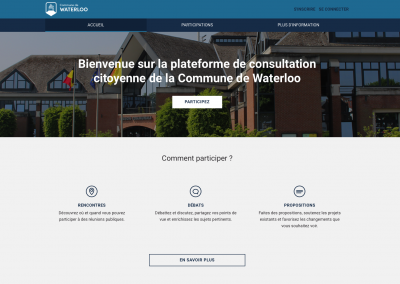 Commune de
WATERLOO
S'INSCRIRE SE CONNECTER
ACCUEIL PARTICIPATIONS PLUS D'INFORMATION
Bienvenue sur la plateforme de consultation
citoyenne de la Commune de Waterloo
PARTICIPEZ
Comment participer ?
RENCONTRES
Découvrez où et quand vous pouvez
participer à des réunions publiques
DÉBATS
Débattez et discutez, partagez vos points de
vue et enrichissez les sujets pertinents.
PROPOSITIONS
Faites des propositions, soutenez les projets
existants et favorisez les changements que
vous souhaitez voir.
EN SAVOIR PLUS